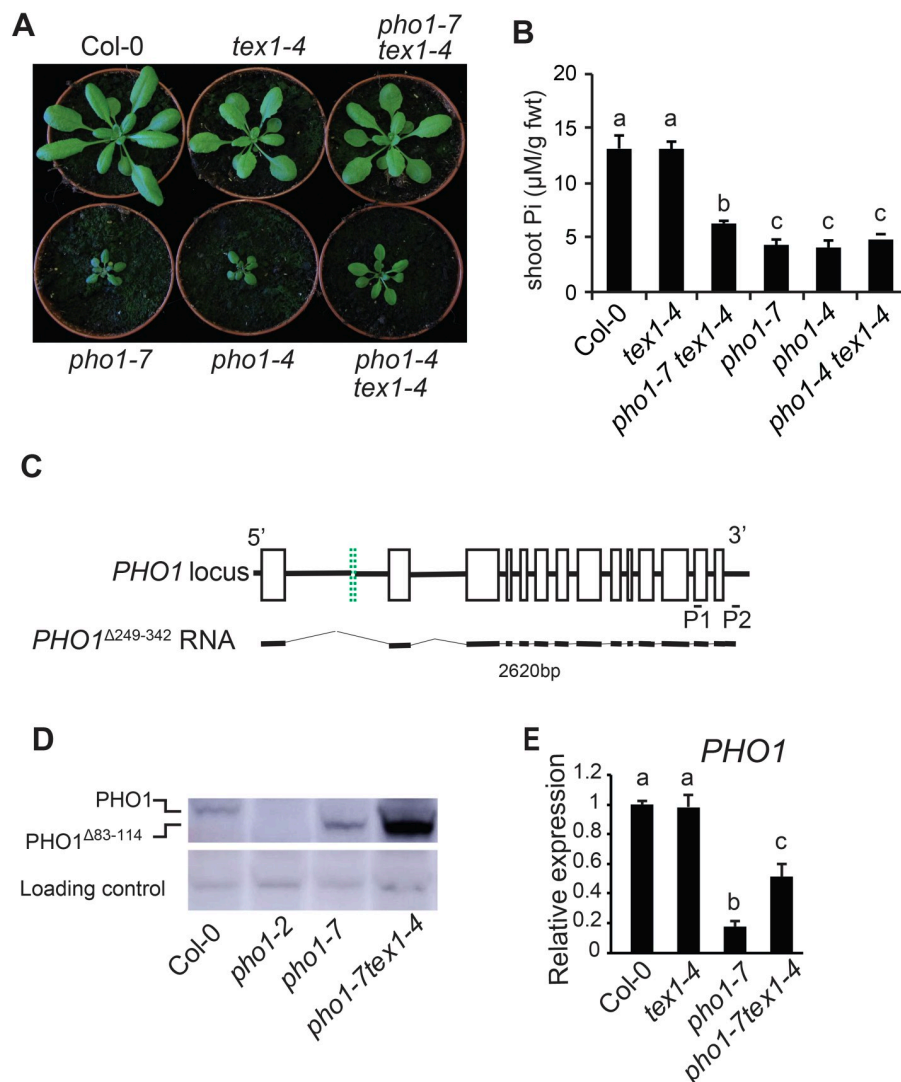 A
Col-0
tex1-4
pho1-7
tex1-4
pho1-7
pho1-4
pho1-4
tex1-4
B
shoot Pi (µM/g fwt)
20
15
10
5
0
a
a
b
c
c
c
Col-0
tex1-4
pho1-7 tex1-4
pho1-7
pho1-4
pho1-4 tex1-4
C
5’
3’
PHO1 locus
P1
P2
PHO1Δ249-342 RNA
2620bp
D
PHO1
PHO1Δ83-114
Loading control
Col-0
pho1-2
pho1-7
pho1-7tex1-4
E
PHO1
Relative expression
1.2
1
0.8
0.6
0.4
0.2
0
a
a
b
c
Col-0
tex1-4
pho1-7
pho1-7tex1-4